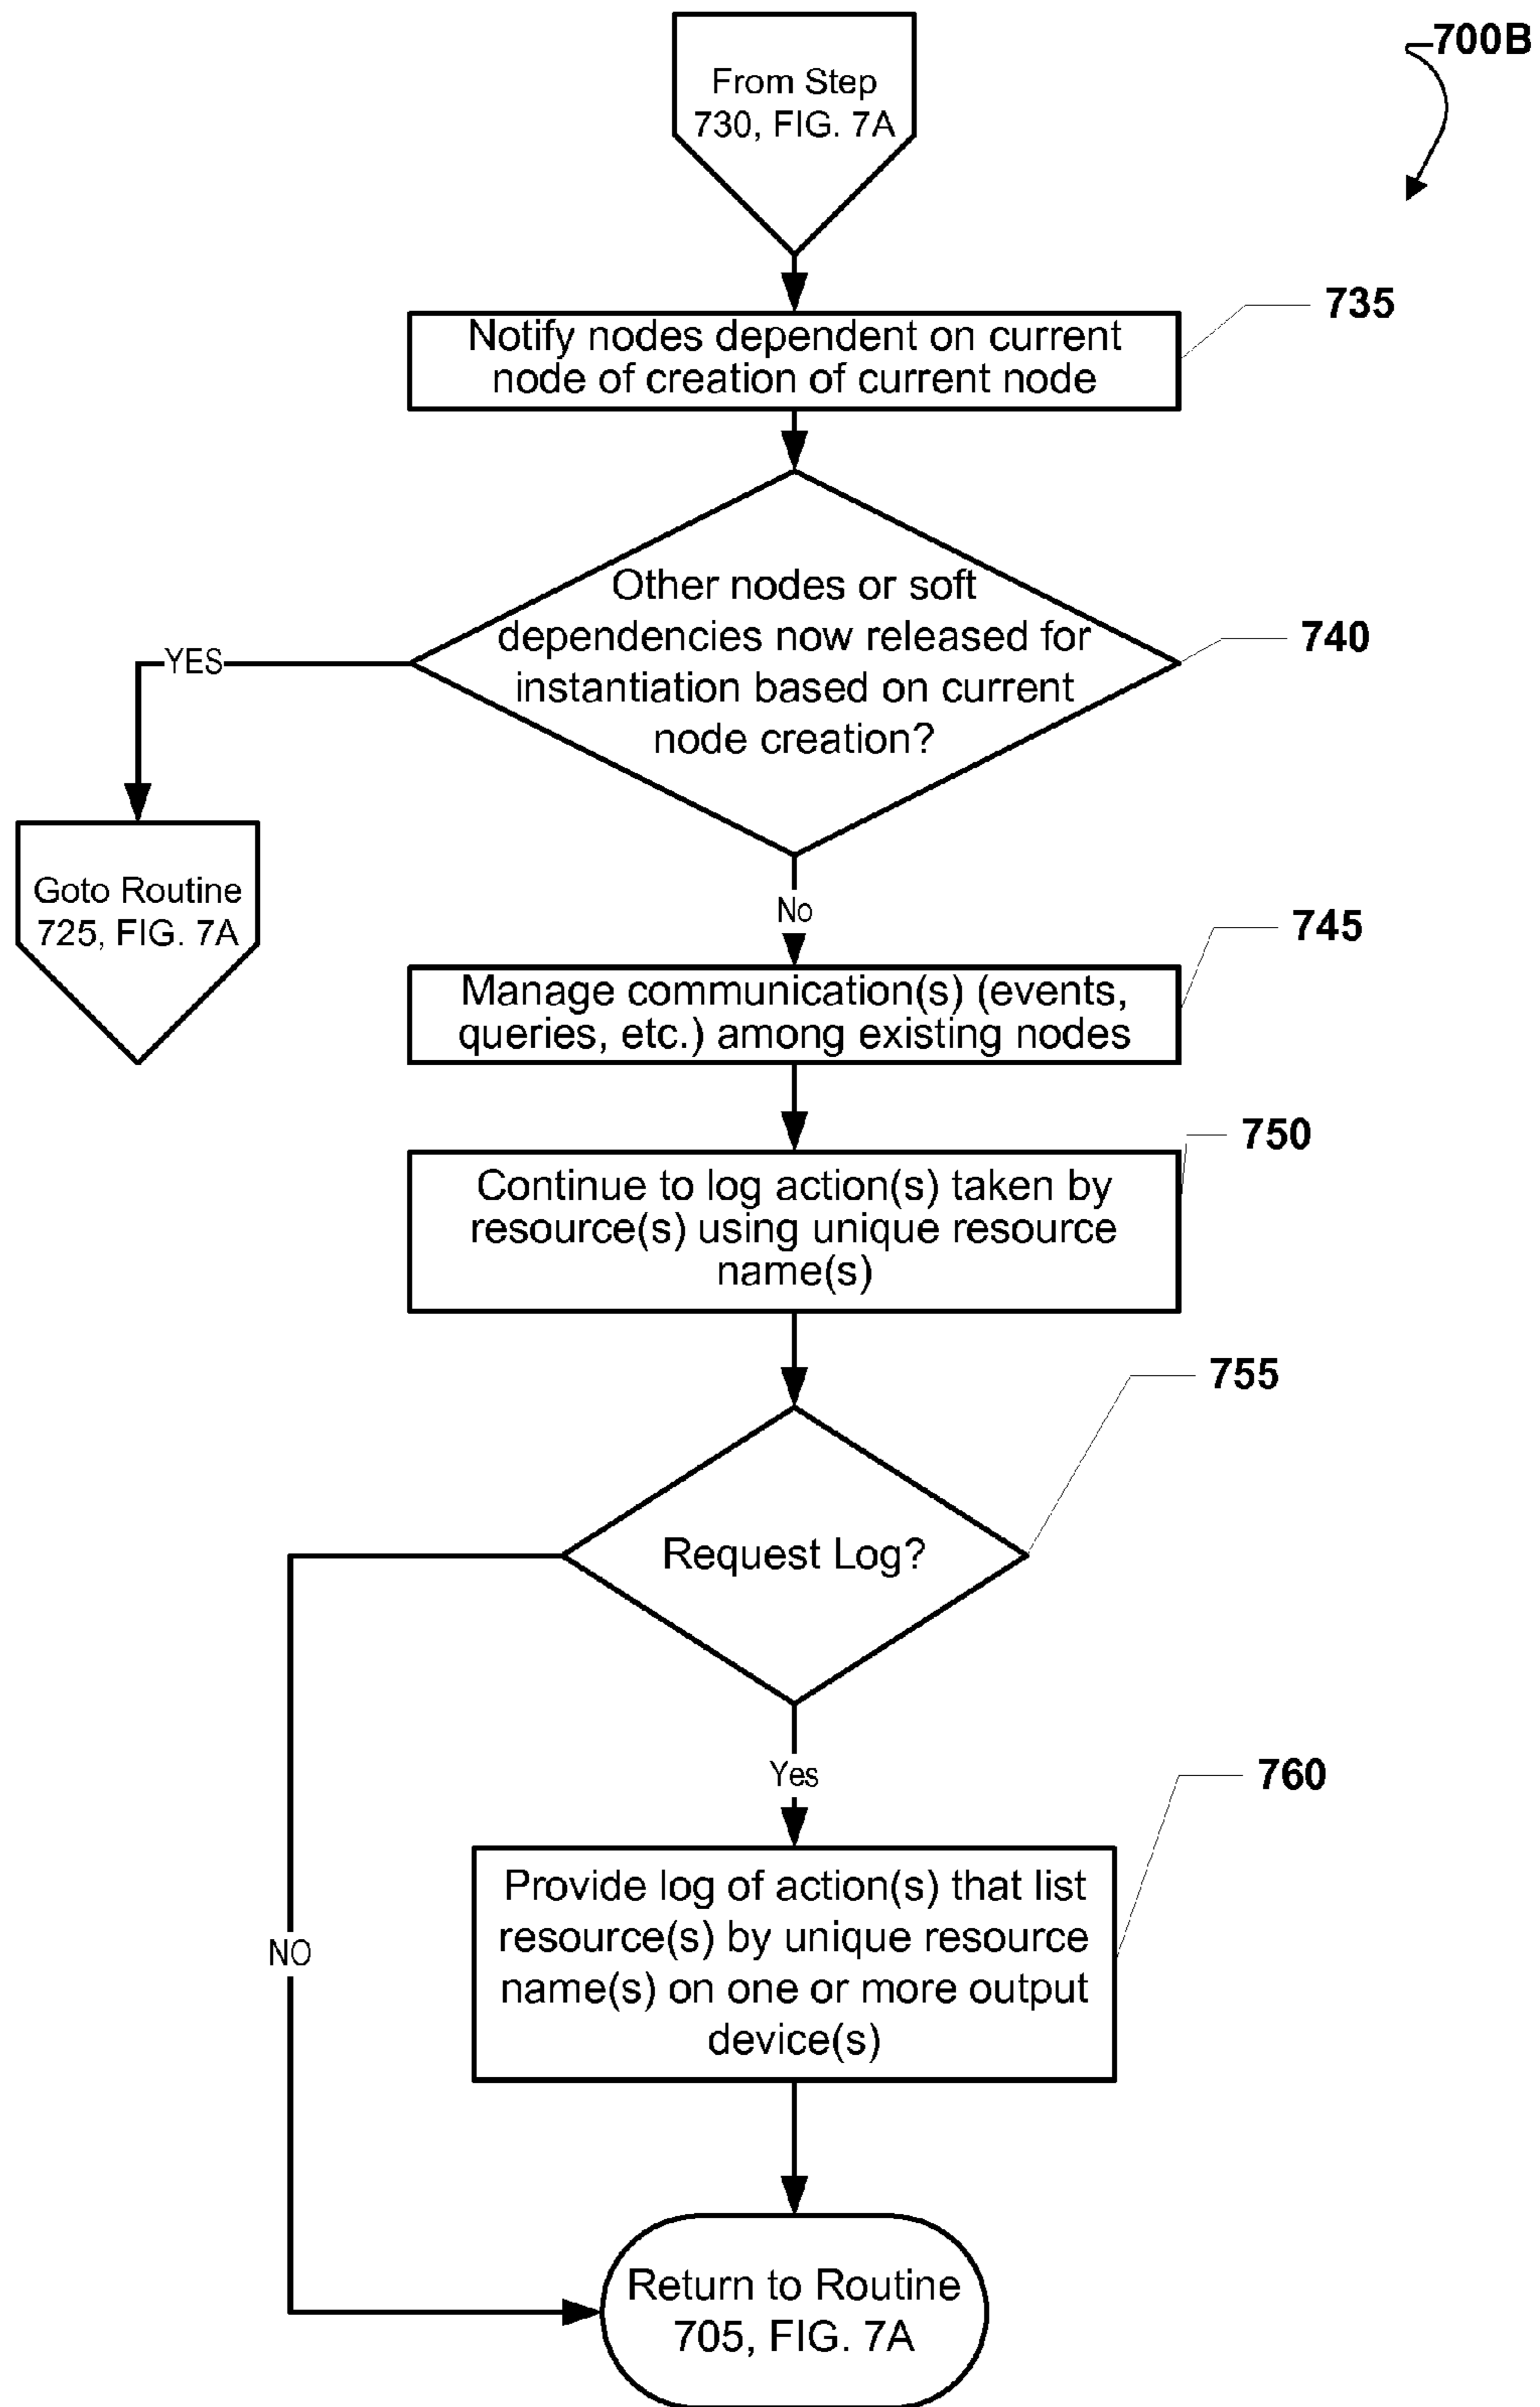 700B
From Step
730, FIG. 7A
735
Notify nodes dependent on current
node of creation of current node
Other nodes or soft
dependencies now released for
instantiation based on current
node creation?
740
YES
Goto Routine
725, FIG. 7A
No
745
Manage communication(s) (events,
queries, etc.) among existing nodes
750
Continue to log action(s) taken by
resource(s) using unique resource
name(s)
755
Request Log?
Yes
760
Provide log of action(s) that list
resource(s) by unique resource
name(s) on one or more output
device(s)
NO
Return to Routine
705, FIG. 7A